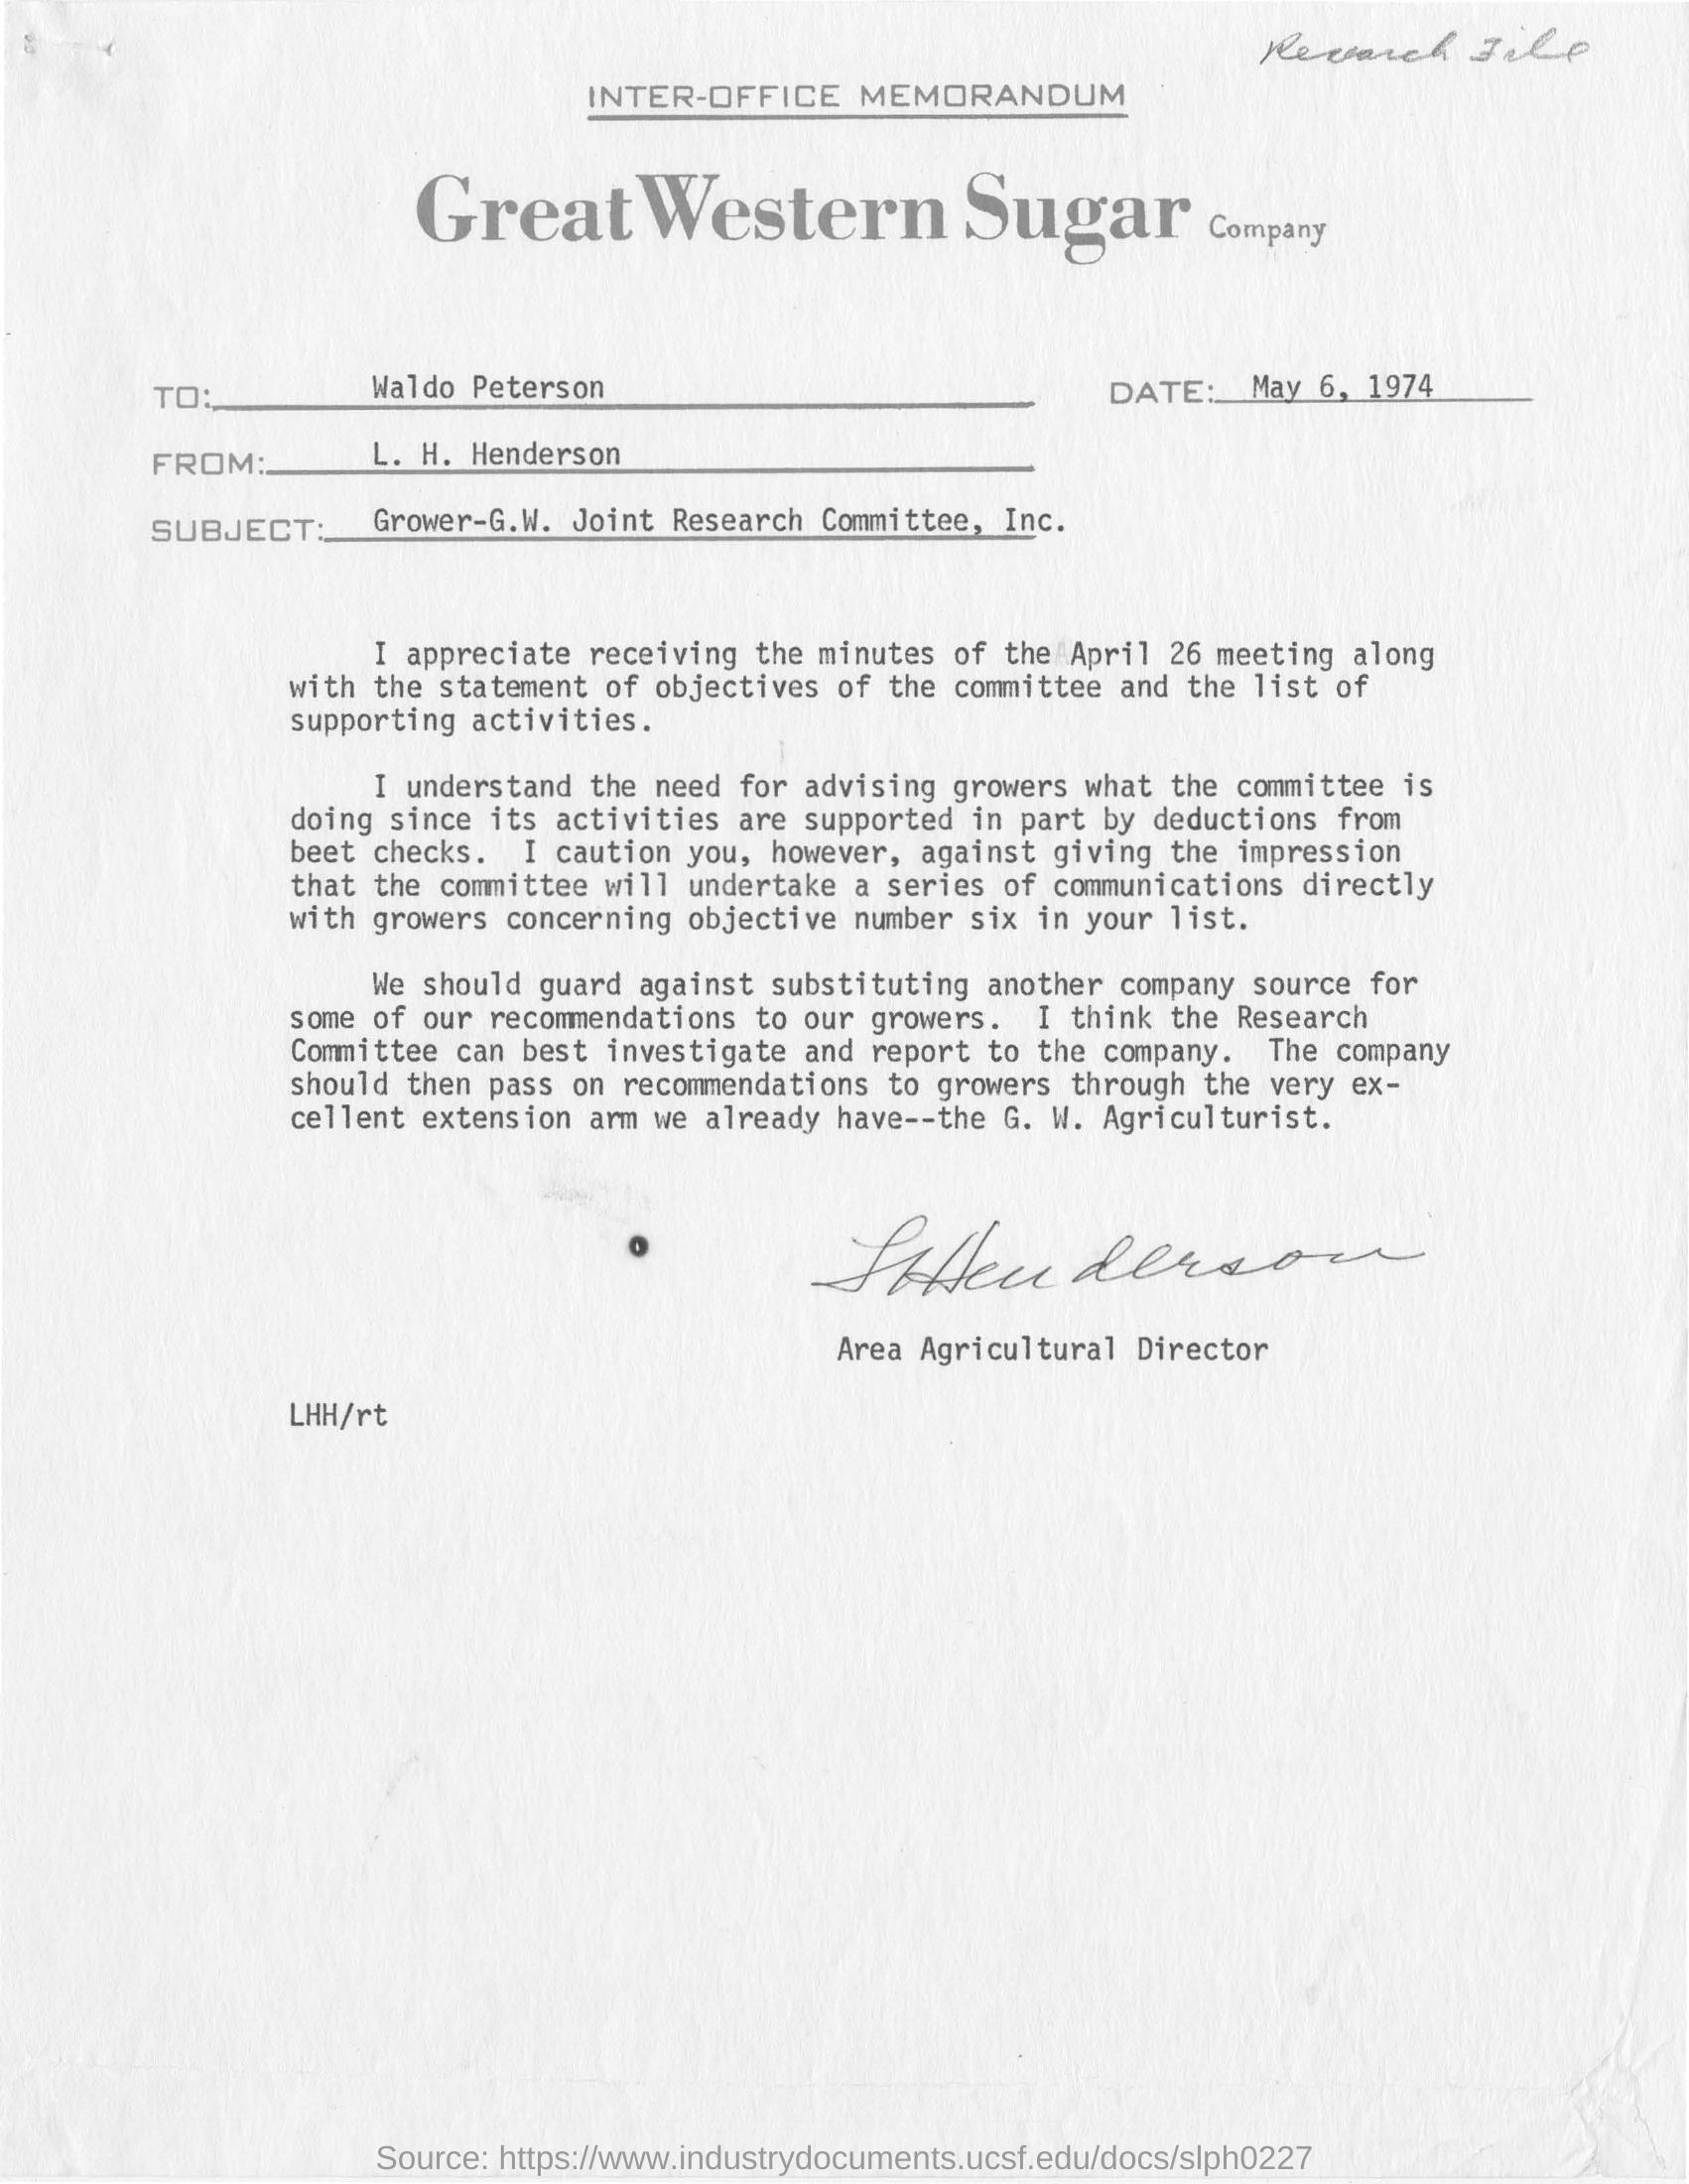 Research File
INTER-OFFICE MEMORANDUM
Great Western Sugar Company
TO: Waldo Peterson DATE: May 6, 1974
FROM: L. H. Henderson
SUBJECT: Grower-G.W. Joint Research Committee, Inc.
I appreciate receiving the minutes of the April 26 meeting along
with the statement of objectives of the committee and the list of
supporting activities.
I understand the need for advising growers what the committee is
doing since its activities are supported in part by deductions from
beet checks. I caution you, however, against giving the impression
that the committee will undertake a series of communications directly
with growers concerning objective number six in your list.
We should guard against substituting another company source for
some of our recommendations to our growers. I think the Research
Committee can best investigate and report to the company. The company
should then pass on recommendations to growers through the very ex-
cellent extension arm we already have--the G. W. Agriculturist.
LHHenderson
Area Agricultural Director
LHH/rt
Source: https://www.industrydocuments.ucsf.edu/docs/slph0227